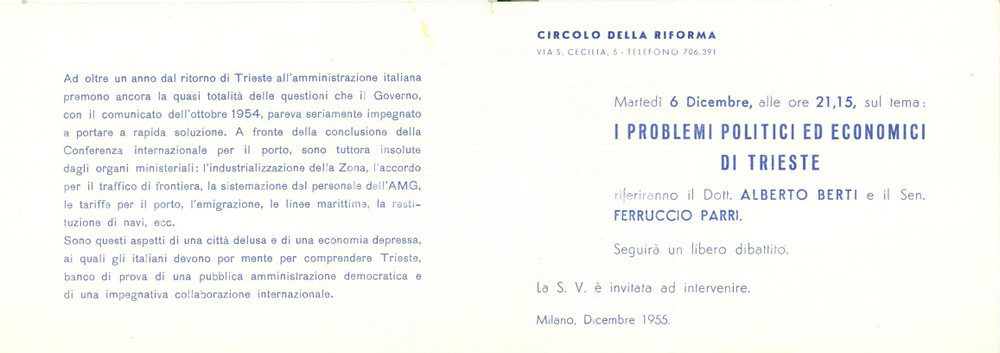 Ad oltre un anno dal ritorno di Trieste all'amministrazione italiana
premono ancora la quasi totalità delle questioni che il Governo,
con il comunicato dell'ottobre 1954, pareva seriamente impegnato
a portare a rapida soluzione. A fronte della conclusione della
Conferenza internazionale per il porto, sono tuttora insolute
dagli organi ministeriali: l'industrializzazione della Zona, l'accordo
per il traffico di frontiera, la sistemazione del personale dell'AMG,
le tariffe per il porto, l'emigrazione, le linee marittime, la resti-
tuzione di navi, ecc.
Sono questi aspetti di una città delusa e di una economia depressa,
ai quali gli italiani devono por mente per comprendere Trieste,
banco di prova di una pubblica amministrazione democratica e
di una impegnativa collaborazione internazionale.
CIRCOLO DELLA RIFORMA
VIA S. CECILIA, 5 - TELEFONO 706.391
Martedì 6 Dicembre, alle ore 21,15, sul tema:
I PROBLEMI POLITICI ED ECONOMICI
DI TRIESTE
riferiranno il Dott. ALBERTO BERTI e il Sen.
FERRUCCIO PARRI.
Seguirà un libero dibattito.
La S. V. è invitata ad intervenire.
Milano, Dicembre 1955.